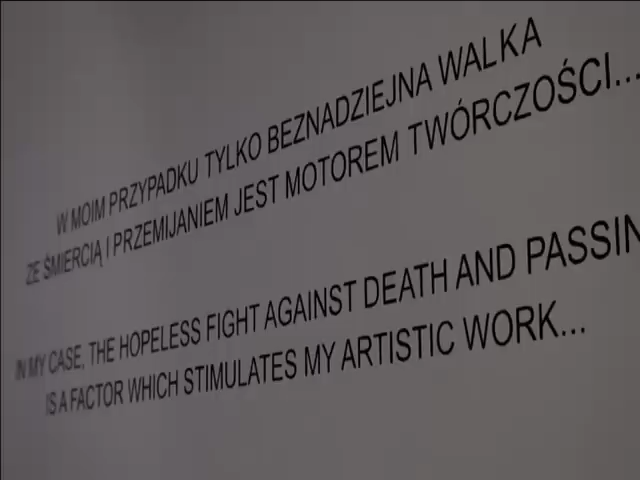 W MOIM PRZYPADKU TYLKO BEZNADZIEJNA WALKA
ZE ŚMIERCIĄ I PRZEMIJANIEM JEST MOTOREM TWÓRCZOŚCI...
IN MY CASE, THE HOPELESS FIGHT AGAINST DEATH AND PASSIN
IS A FACTOR WHICH STIMULATES MY ARTISTIC WORK...